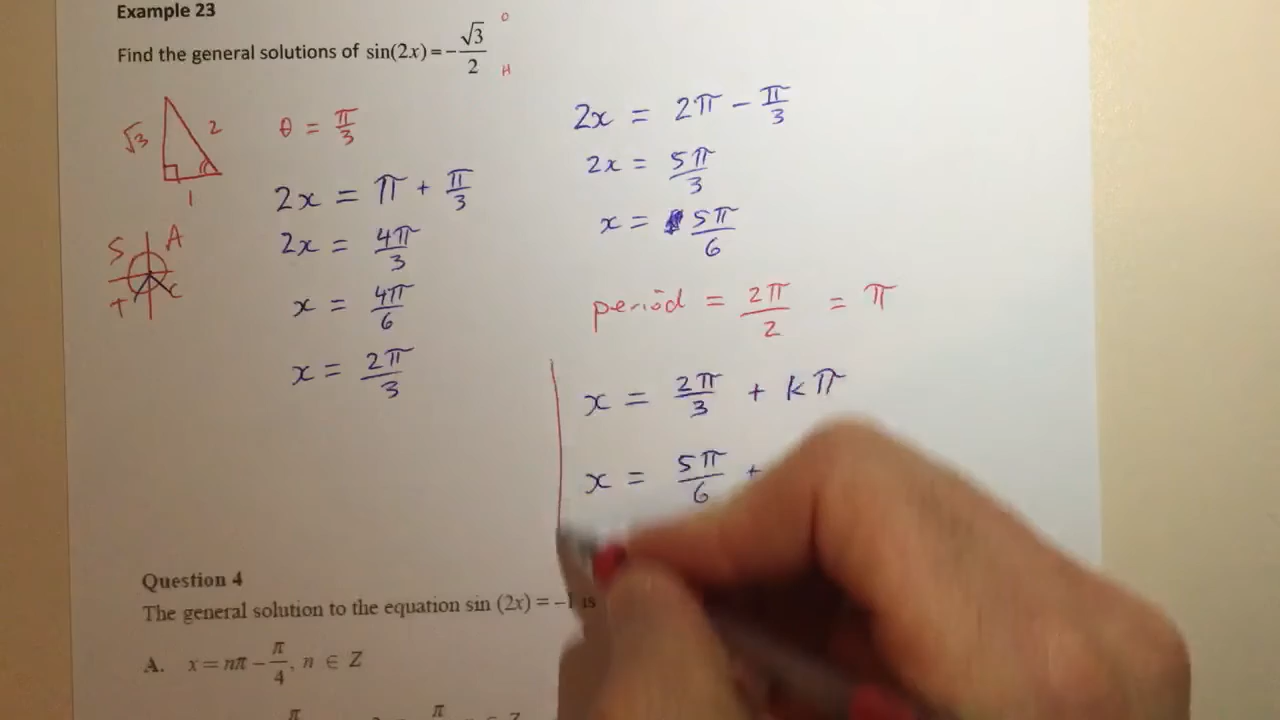 Example 23
Find the general solutions of sin(2x)=-√3/2
O
H
√3
2
1
θ = π/3
2x = π + π/3
2x = 4π/3
x = 4π/6
x = 2π/3
S A
T C
2x = 2π - π/3
2x = 5π/3
x = 5π/6
period = 2π/2 = π
x = 2π/3 + kπ
x = 5π/6 +
Question 4
The general solution to the equation sin (2x) = –1 is
A. x = nπ – π/4, n ∈ Z
π π